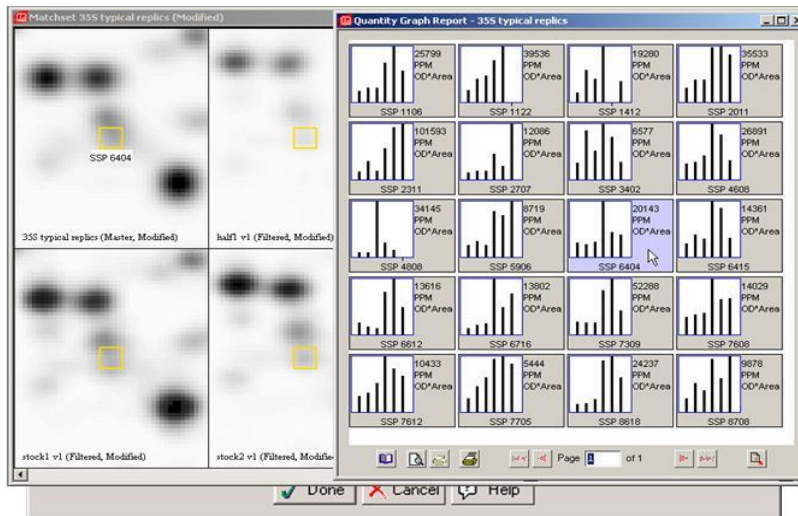 Matchset 35S typical replics (Modified)
Quantity Graph Report - 35S typical replics
SSP 6404
35S typical replics (Master, Modified)
half1 v1 (Filtered, Modified)
stock1 v1 (Filtered, Modified)
stock2 v1 (Filtered, Modifie
25799
PPM
OD*Area
SSP 1106
39536
PPM
OD*Area
SSP 1122
19280
PPM
OD*Area
SSP 1412
35533
PPM
OD*Area
SSP 2011
101593
PPM
OD*Area
SSP 2311
12086
PPM
OD*Area
SSP 2707
6577
PPM
OD*Area
SSP 3402
26891
PPM
OD*Area
SSP 4608
34145
PPM
OD*Area
SSP 4808
8719
PPM
OD*Area
SSP 5906
20143
PPM
OD*Area
SSP 6404
14361
PPM
OD*Area
SSP 6415
13616
PPM
OD*Area
SSP 6612
13802
PPM
OD*Area
SSP 6716
52288
PPM
OD*Area
SSP 7309
14029
PPM
OD*Area
SSP 7608
10433
PPM
OD*Area
SSP 7612
5444
PPM
OD*Area
SSP 7705
24237
PPM
OD*Area
SSP 8618
9878
PPM
OD*Area
SSP 8708
Page 1 of 1
Done Cancel Help